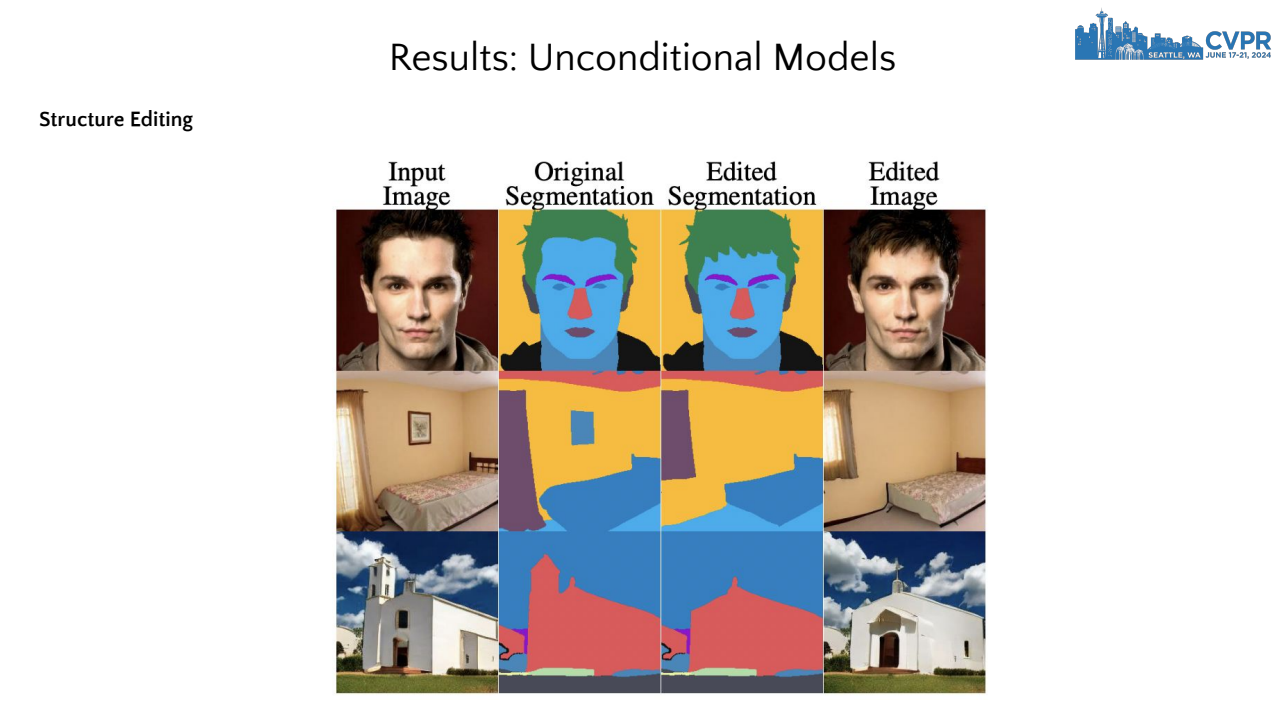 Results: Unconditional Models
CVPR
SEATTLE, WA
JUNE 17-21, 2024
Structure Editing
Input
Image
Original
Segmentation
Edited
Segmentation
Edited
Image